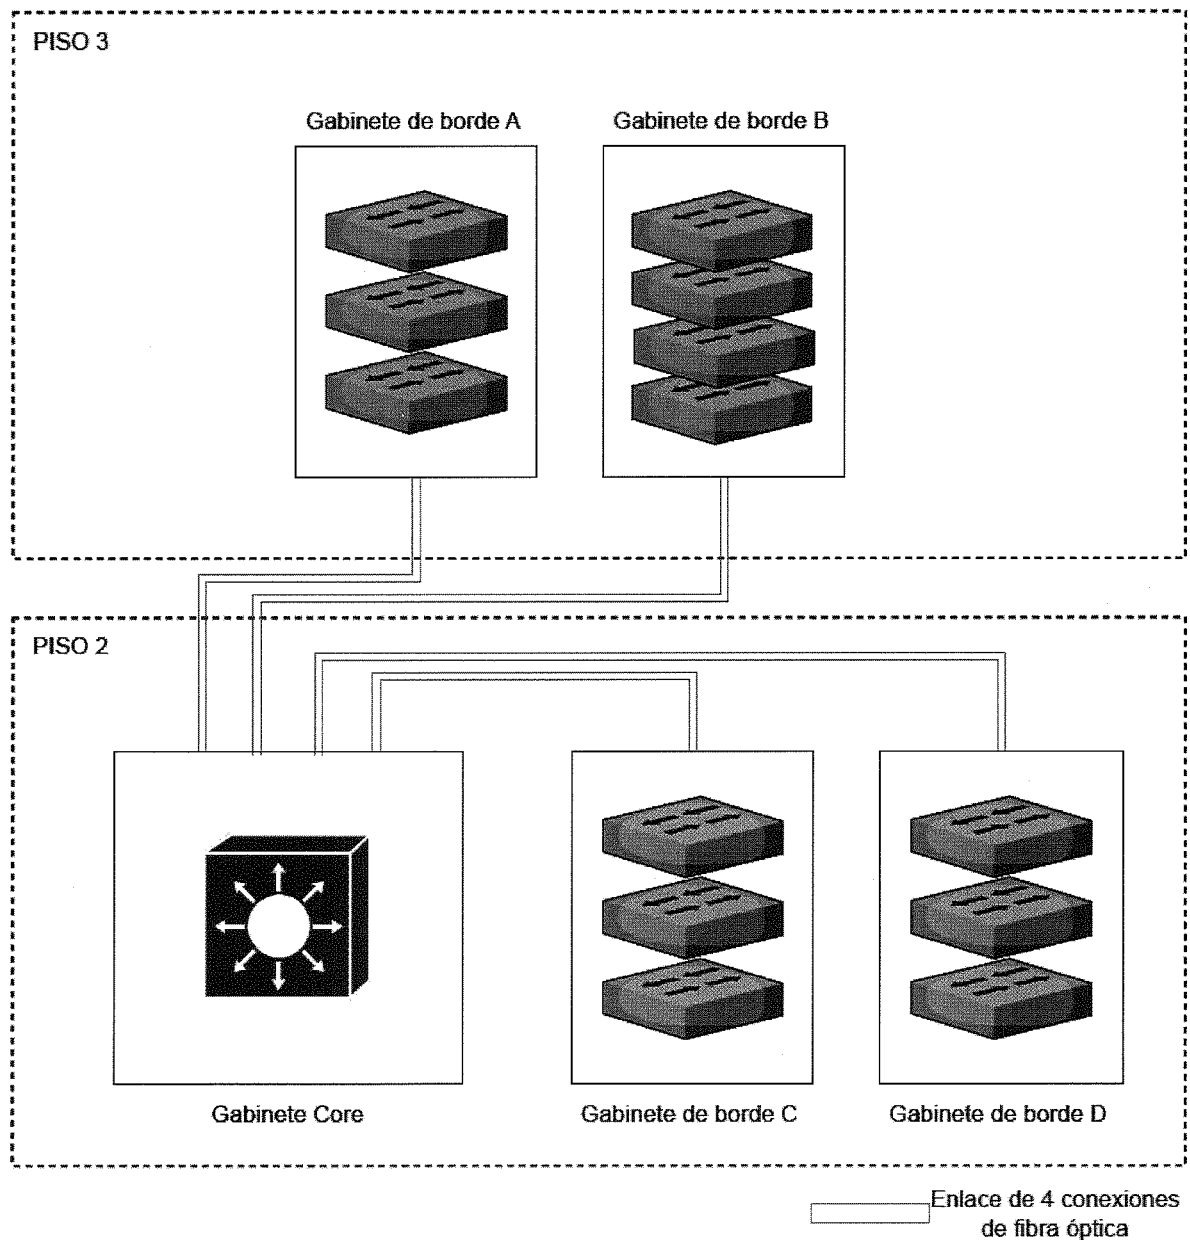 PISO 3
Gabinete de borde A
Gabinete de borde B
PISO 2
Gabinete Core
Gabinete de borde C
Gabinete de borde D
Enlace de 4 conexiones
de fibra óptica